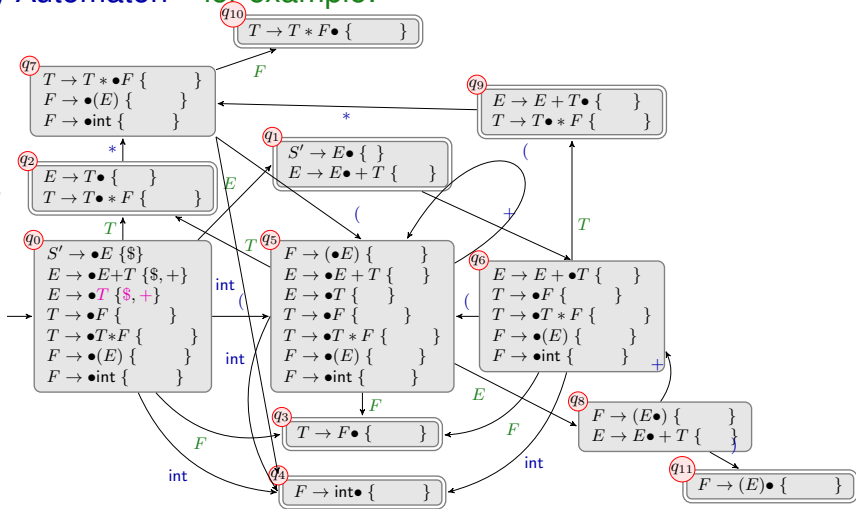 for example:
q10
T → T ∗ F● { }
q7
T → T ∗ ●F { }
F → ●(E) { }
F → ●int { }
F
q9
E → E + T● { }
T → T● ∗ F { }
∗
q1
S′ → E● { }
E → E● + T { }
(
∗
q2
E → T● { }
T → T● ∗ F { }
E
(
+
T
T
T
q0
S′ → ●E {$}
E → ●E+T {$, +}
E → ●T {$, +}
T → ●F { }
T → ●T∗F { }
F → ●(E) { }
F → ●int { }
q5
F → (●E) { }
E → ●E + T { }
E → ●T { }
T → ●F { }
T → ●T ∗ F { }
F → ●(E) { }
F → ●int { }
q6
E → E + ●T { }
T → ●F { }
T → ●T ∗ F { }
F → ●(E) { }
F → ●int { }
int
(
(
int
+
E
F
q3
T → F● { }
F
F
q8
F → (E●) { }
E → E● + T { }
)
int
int
q4
F → int● { }
q11
F → (E)● { }